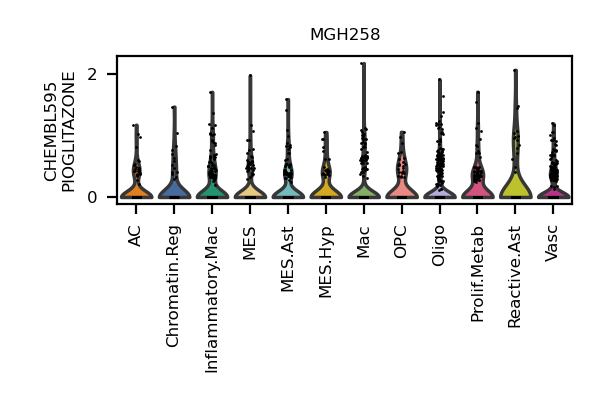 MGH258
CHEMBL595
PIOGLITAZONE
2
0
AC
Chromatin.Reg
Inflammatory.Mac
MES
MES.Ast
MES.Hyp
Mac
OPC
Oligo
Prolif.Metab
Reactive.Ast
Vasc